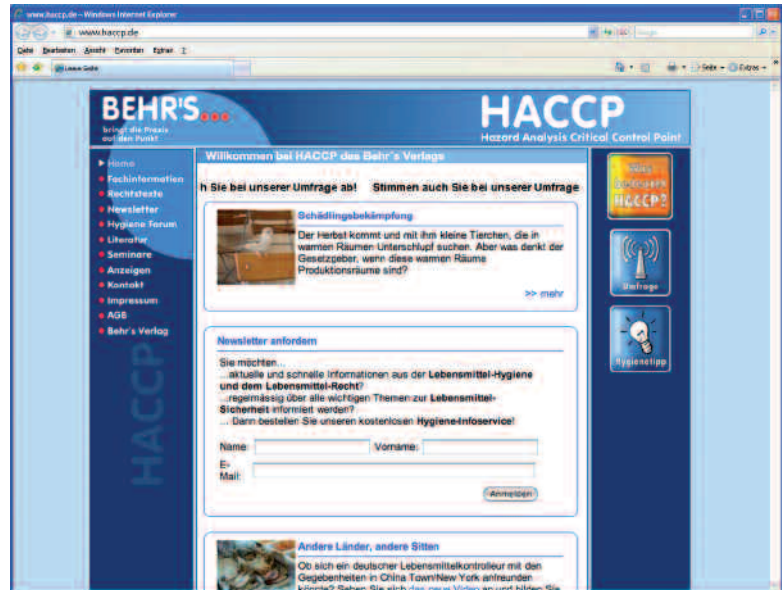 www.haccp.de - Windows Internet Explorer
www.haccp.de
Google
Datei Bearbeiten Ansicht Favoriten Extras ?
Leere Seite
Seite Extras
BEHR'S...
bringt die Praxis
auf den Punkt
HACCP
Hazard Analysis Critical Control Point
Home
Fachinformation
Rechtstexte
Newsletter
Hygiene Forum
Literatur
Seminare
Anzeigen
Kontakt
Impressum
AGB
Behr's Verlag
HACCP
Willkommen bei HACCP des Behr's Verlags
h Sie bei unserer Umfrage ab! Stimmen auch Sie bei unserer Umfrage
Schädlingsbekämpfung
Der Herbst kommt und mit ihm kleine Tierchen, die in
warmen Räumen Unterschlupf suchen. Aber was denkt der
Gesetzgeber, wenn diese warmen Räume
Produktionsräume sind?
>> mehr
Newsletter anfordern
Sie möchten...
...aktuelle und schnelle Informationen aus der Lebensmittel-Hygiene
und dem Lebensmittel-Recht?
...regermässig über alle wichtigen Themen zur Lebensmittel-
Sicherheit informiert werden?
... Dann bestellen Sie unseren kostenlosen Hygiene-Infoservice!
Name: Vorname:
E-
Mail:
Anmelden
Andere Länder, andere Sitten
Ob sich ein deutscher Lebensmittelkontrolleur mit den
Gegebenheiten in China Town/New York anfreunden
könnte? Sehen Sie sich das neue Video an und bilden Sie
Was
HACCP?
Umfrage
Hygienetipp